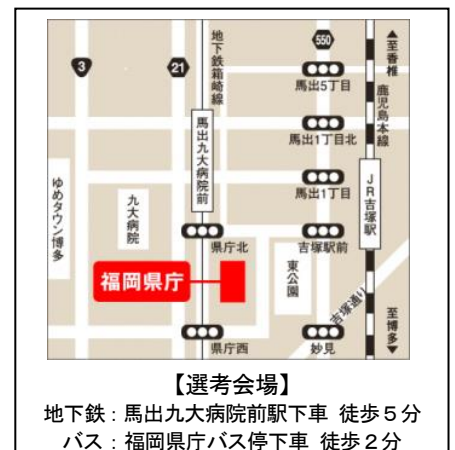 地下鉄箱崎線
550
▲至香椎
3
21
馬出5丁目
鹿児島本線
馬出九大病院前
馬出1丁目北
ゆめタウン博多
九大病院
馬出1丁目
JR吉塚駅
県庁北
吉塚駅前
福岡県庁
東公園
吉塚通り
至博多▼
県庁西
妙見
【選考会場】
地下鉄：馬出九大病院前駅下車 徒歩５分
バス：福岡県庁バス停下車 徒歩２分